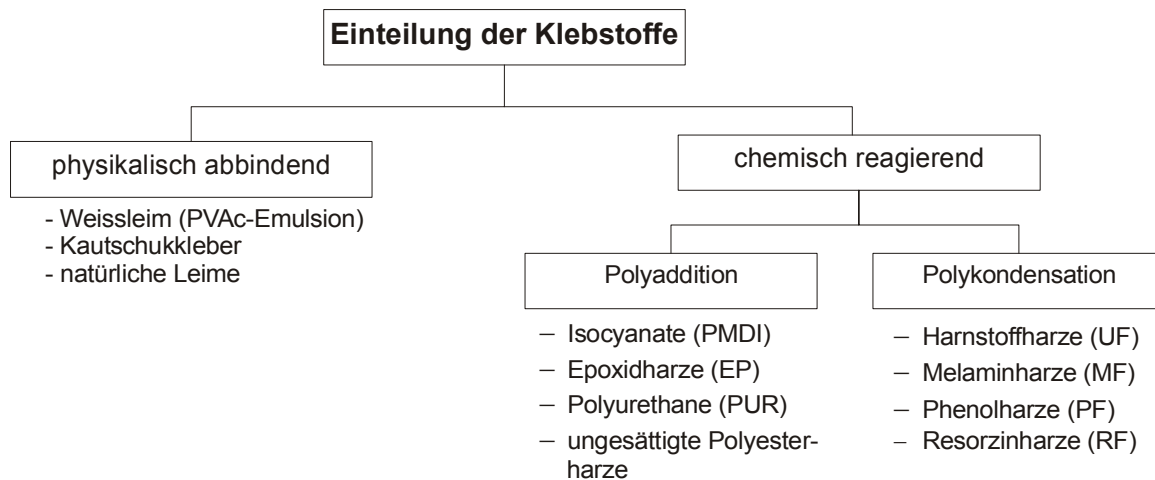 Einteilung der Klebstoffe
physikalisch abbindend
- Weissleim (PVAc-Emulsion)
- Kautschukkleber
- natürliche Leime
chemisch reagierend
Polyaddition
– Isocyanate (PMDI)
– Epoxidharze (EP)
– Polyurethane (PUR)
– ungesättigte Polyester-
harze
Polykondensation
– Harnstoffharze (UF)
– Melaminharze (MF)
– Phenolharze (PF)
– Resorzinharze (RF)